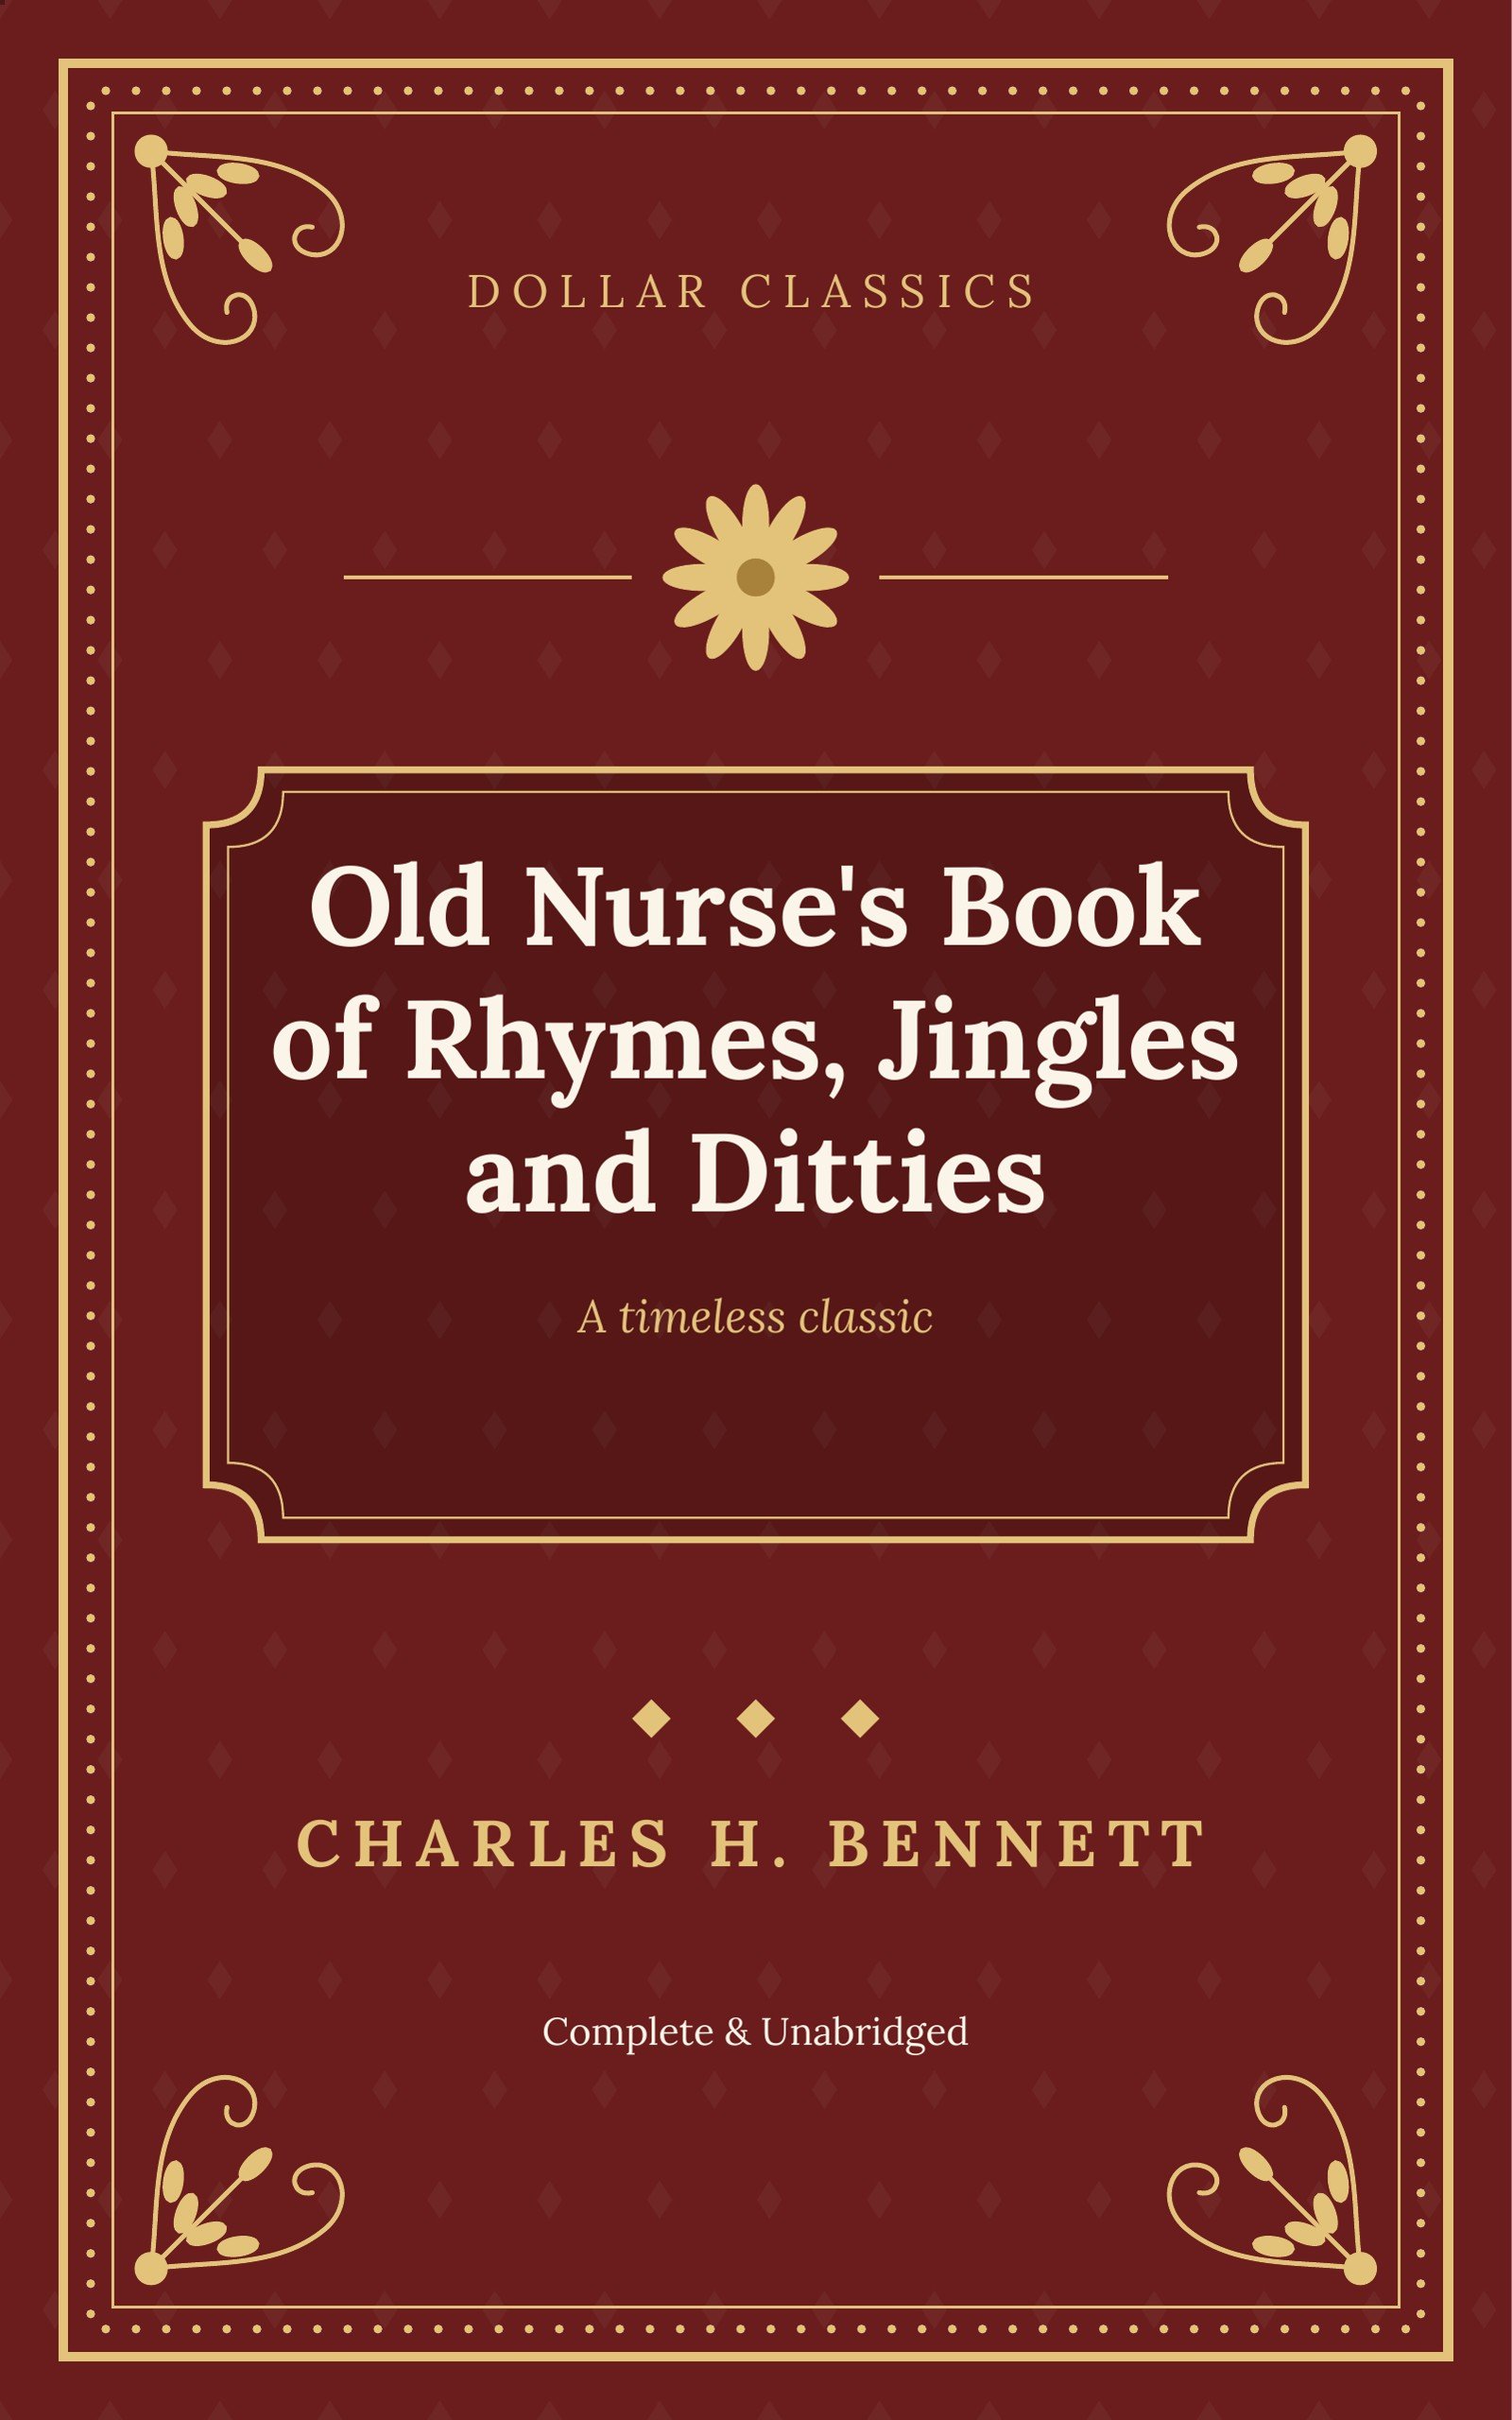 DOLLAR CLASSICS
Old Nurse's Book
of Rhymes, Jingles
and Ditties
A timeless classic
CHARLES H. BENNETT
Complete & Unabridged